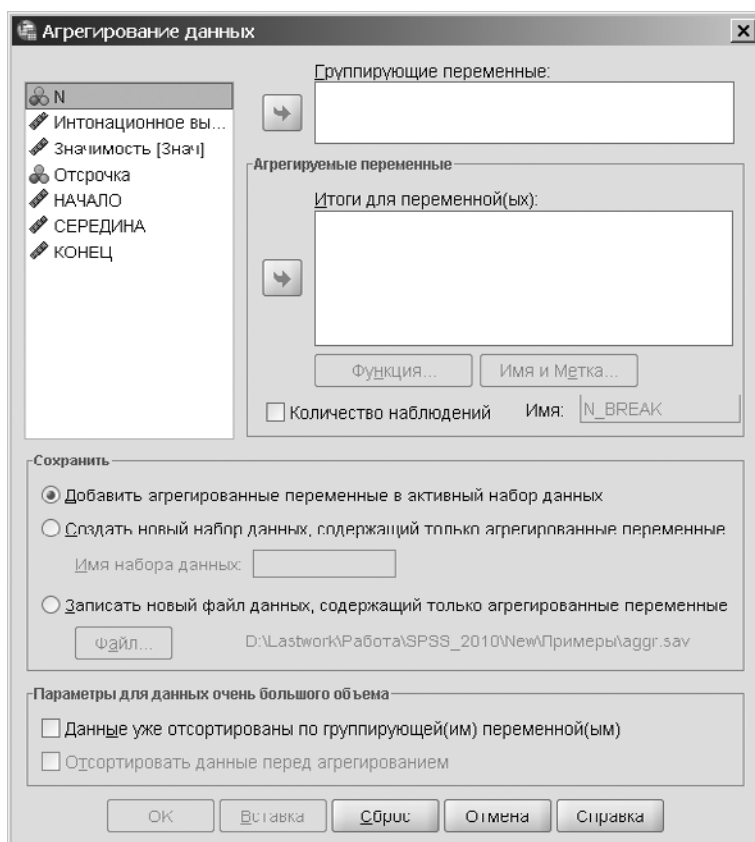 Агрегирование данных
Группирующие переменные:
N
Интонационное вы...
Значимость [Знач]
Отсрочка
НАЧАЛО
СЕРЕДИНА
КОНЕЦ
Агрегируемые переменные
Итоги для переменной(ых):
Функция...
Имя и Метка...
Количество наблюдений
Имя:
N_BREAK
Сохранить
Добавить агрегированные переменные в активный набор данных
Создать новый набор данных, содержащий только агрегированные переменные
Имя набора данных:
Записать новый файл данных, содержащий только агрегированные переменные
Файл...
D:\Lastwork\Работа\SPSS_2010\New\Примеры\aggr.sav
Параметры для данных очень большого объема
Данные уже отсортированы по группирующей(им) переменной(ым)
Отсортировать данные перед агрегированием
OK
Вставка
Сброс
Отмена
Справка